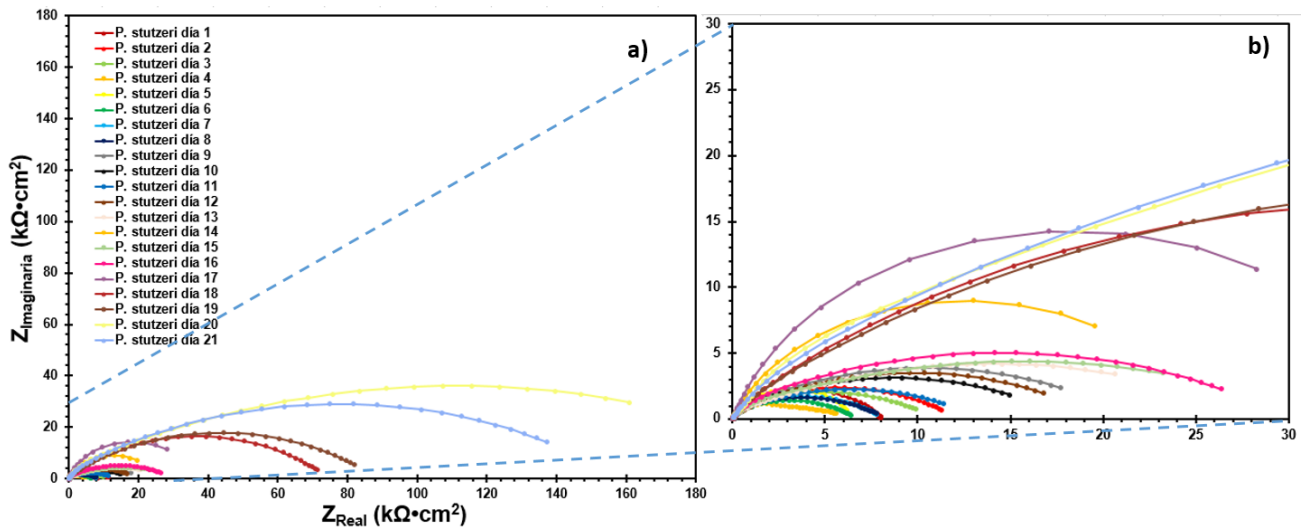 a)
180
160
140
120
100
80
60
40
20
0
Z_Imaginaria (kΩ•cm²)
P. stutzeri día 1
P. stutzeri día 2
P. stutzeri día 3
P. stutzeri día 4
P. stutzeri día 5
P. stutzeri día 6
P. stutzeri día 7
P. stutzeri día 8
P. stutzeri día 9
P. stutzeri día 10
P. stutzeri día 11
P. stutzeri día 12
P. stutzeri día 13
P. stutzeri día 14
P. stutzeri día 15
P. stutzeri día 16
P. stutzeri día 17
P. stutzeri día 18
P. stutzeri día 19
P. stutzeri día 20
P. stutzeri día 21
0 20 40 60 80 100 120 140 160 180
Z_Real (kΩ•cm²)
b)
30
25
20
15
10
5
0
0 5 10 15 20 25 30